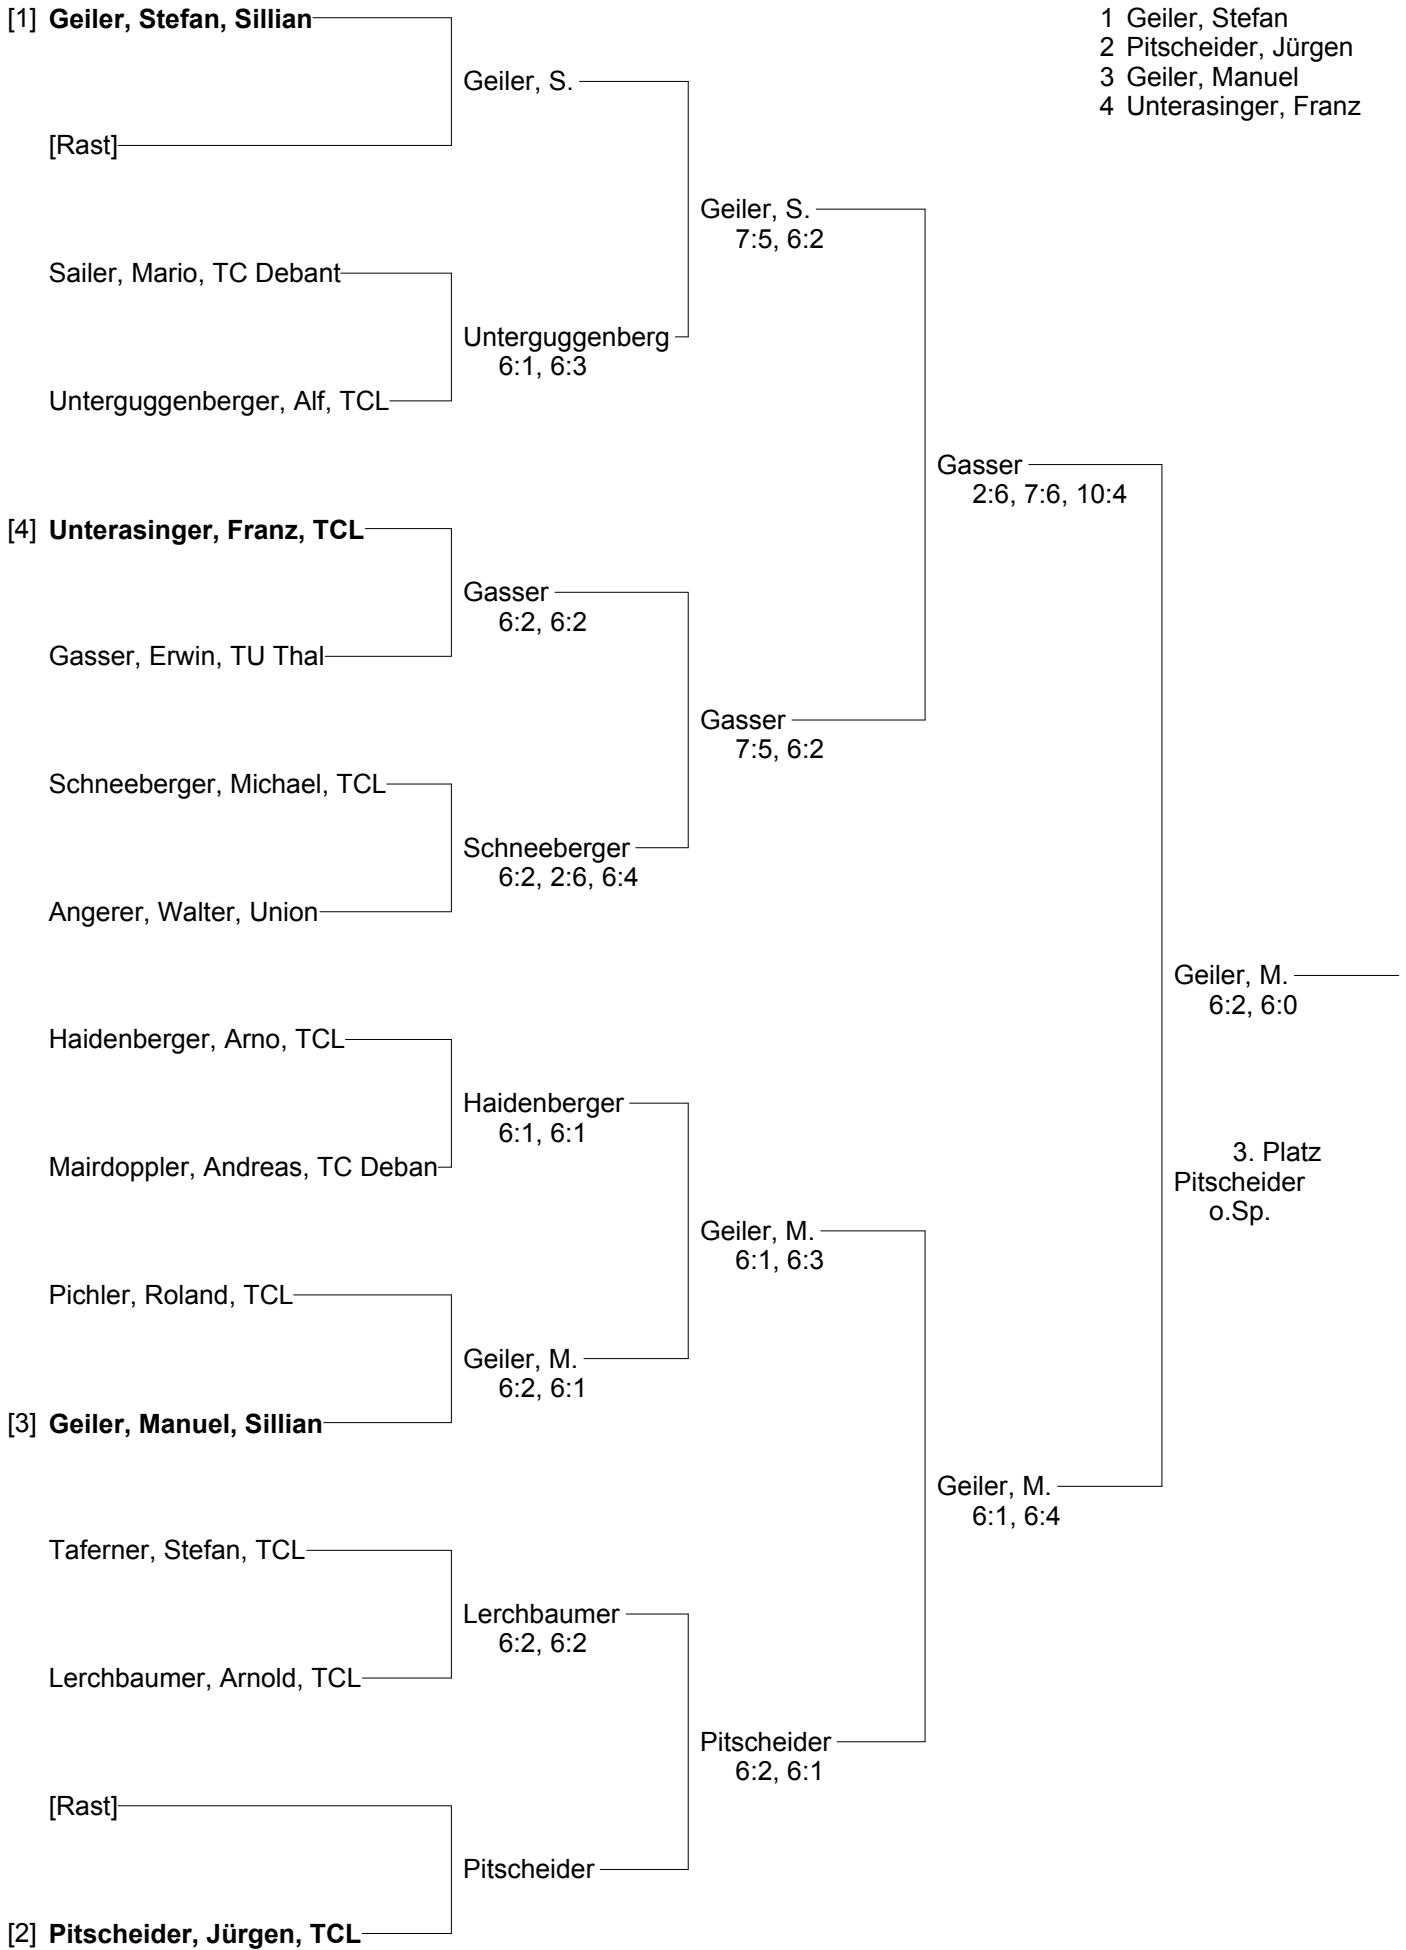 [1] Geiler, Stefan, Sillian
1 Geiler, Stefan
2 Pitscheider, Jürgen
3 Geiler, Manuel
4 Unterasinger, Franz
Geiler, S.
[Rast]
Geiler, S.
7:5, 6:2
Sailer, Mario, TC Debant
Unterguggenberg
6:1, 6:3
Unterguggenberger, Alf, TCL
Gasser
2:6, 7:6, 10:4
[4] Unterasinger, Franz, TCL
Gasser
6:2, 6:2
Gasser, Erwin, TU Thal
Gasser
7:5, 6:2
Schneeberger, Michael, TCL
Schneeberger
6:2, 2:6, 6:4
Angerer, Walter, Union
Geiler, M.
6:2, 6:0
Haidenberger, Arno, TCL
Haidenberger
6:1, 6:1
Mairdoppler, Andreas, TC Deban
3. Platz
Pitscheider
o.Sp.
Geiler, M.
6:1, 6:3
Pichler, Roland, TCL
Geiler, M.
6:2, 6:1
[3] Geiler, Manuel, Sillian
Geiler, M.
6:1, 6:4
Taferner, Stefan, TCL
Lerchbaumer
6:2, 6:2
Lerchbaumer, Arnold, TCL
Pitscheider
6:2, 6:1
[Rast]
Pitscheider
[2] Pitscheider, Jürgen, TCL